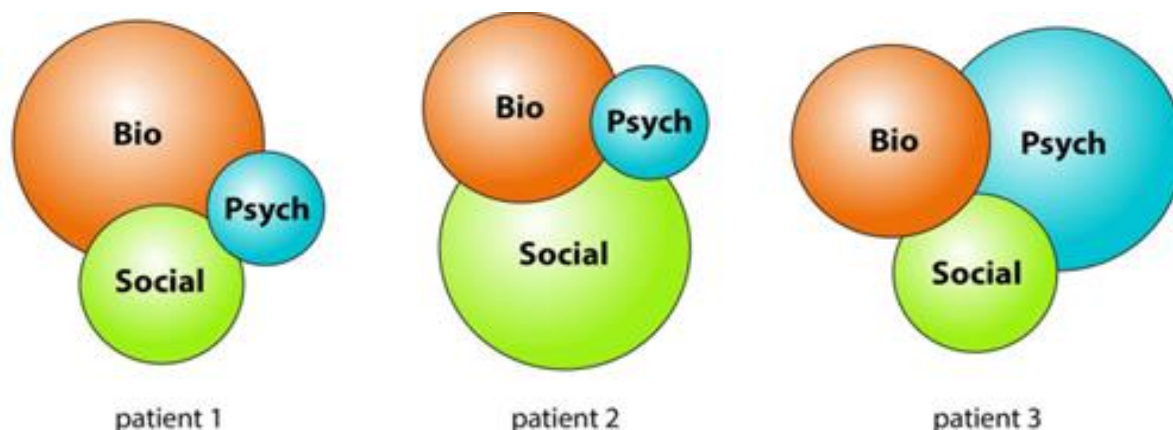 Bio
Psych
Social
patient 1
Bio
Psych
Social
patient 2
Bio
Psych
Social
patient 3